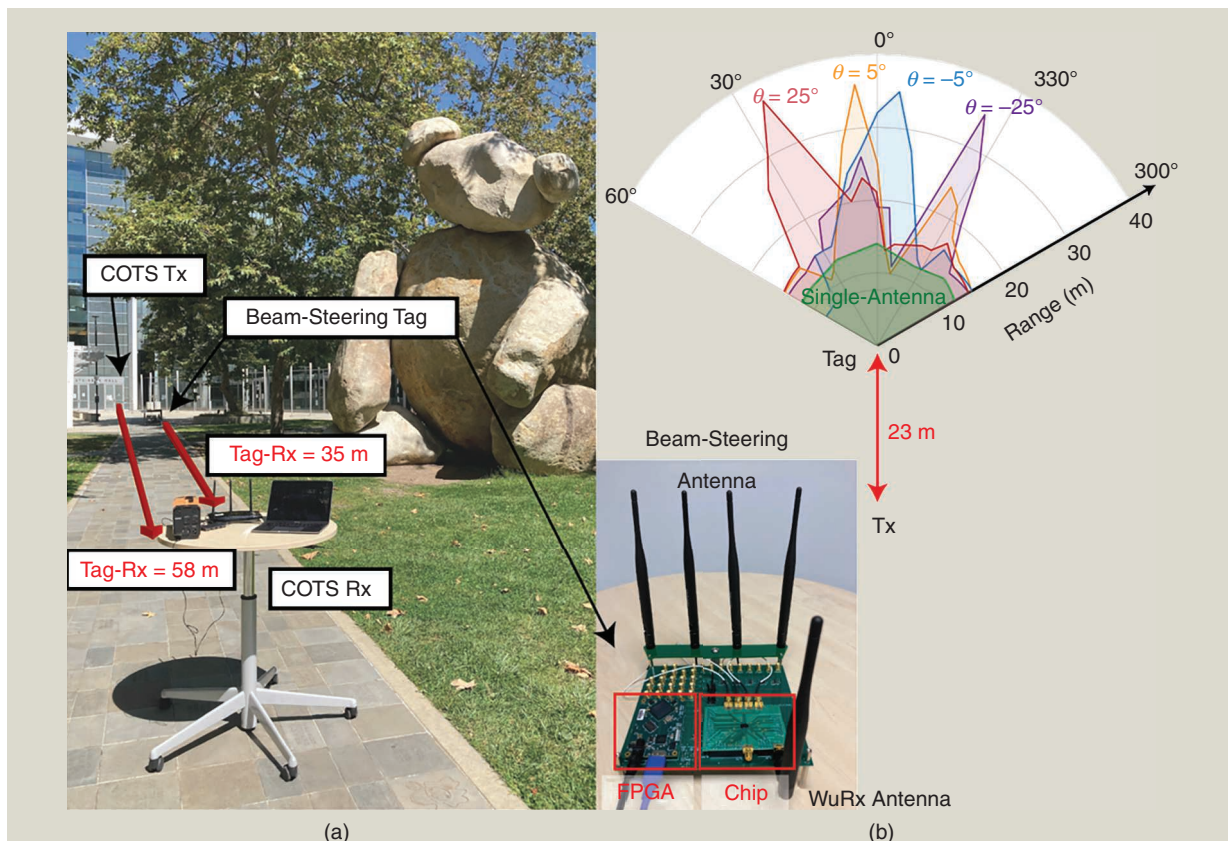 COTS Tx
Beam-Steering Tag
Tag-Rx = 35 m
Tag-Rx = 58 m
COTS Rx
(a)
0°
30°
330°
60°
300°
θ = 25°
θ = 5°
θ = –5°
θ = –25°
40
30
20
10
0
Range (m)
Single-Antenna
Tag
23 m
Tx
Beam-Steering
Antenna
FPGA
Chip
WuRx Antenna
(b)